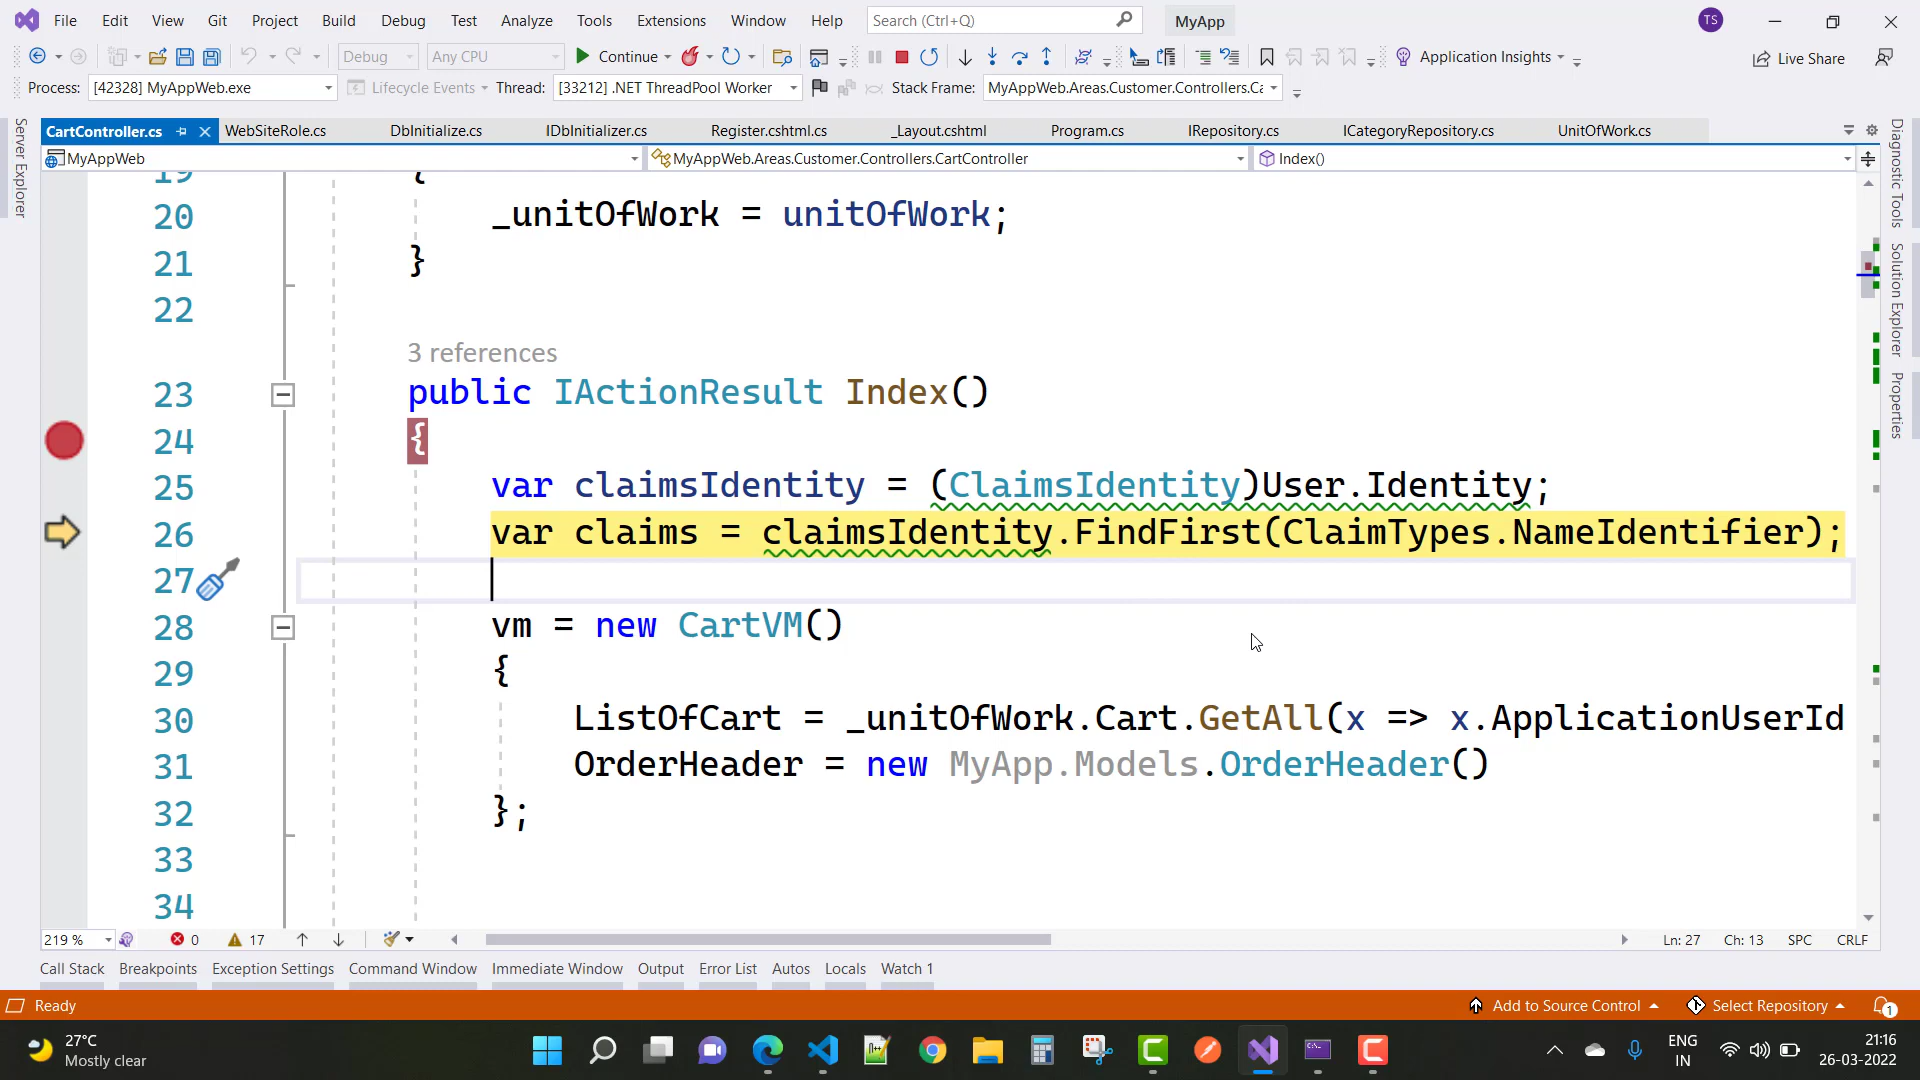 File Edit View Git Project Build Debug Test Analyze Tools Extensions Window Help Search (Ctrl+Q) MyApp TS
Debug Any CPU Continue Application Insights Live Share
Process: [42328] MyAppWeb.exe Lifecycle Events Thread: [33212] .NET ThreadPool Worker Stack Frame: MyAppWeb.Areas.Customer.Controllers.Ca
Server Explorer
CartController.cs WebSiteRole.cs DbInitialize.cs IDbInitializer.cs Register.cshtml.cs _Layout.cshtml Program.cs IRepository.cs ICategoryRepository.cs UnitOfWork.cs
MyAppWeb MyAppWeb.Areas.Customer.Controllers.CartController Index()
Diagnostic Tools
Solution Explorer
Properties
19 {
20 _unitOfWork = unitOfWork;
21 }
22
3 references
23 public IActionResult Index()
24 {
25 var claimsIdentity = (ClaimsIdentity)User.Identity;
26 var claims = claimsIdentity.FindFirst(ClaimTypes.NameIdentifier);
27
28 vm = new CartVM()
29 {
30 ListOfCart = _unitOfWork.Cart.GetAll(x => x.ApplicationUserId
31 OrderHeader = new MyApp.Models.OrderHeader()
32 };
33
34
219 % 0 17 Ln: 27 Ch: 13 SPC CRLF
Call Stack Breakpoints Exception Settings Command Window Immediate Window Output Error List Autos Locals Watch 1
Ready Add to Source Control Select Repository 1
27°C
Mostly clear
ENG
IN
21:16
26-03-2022